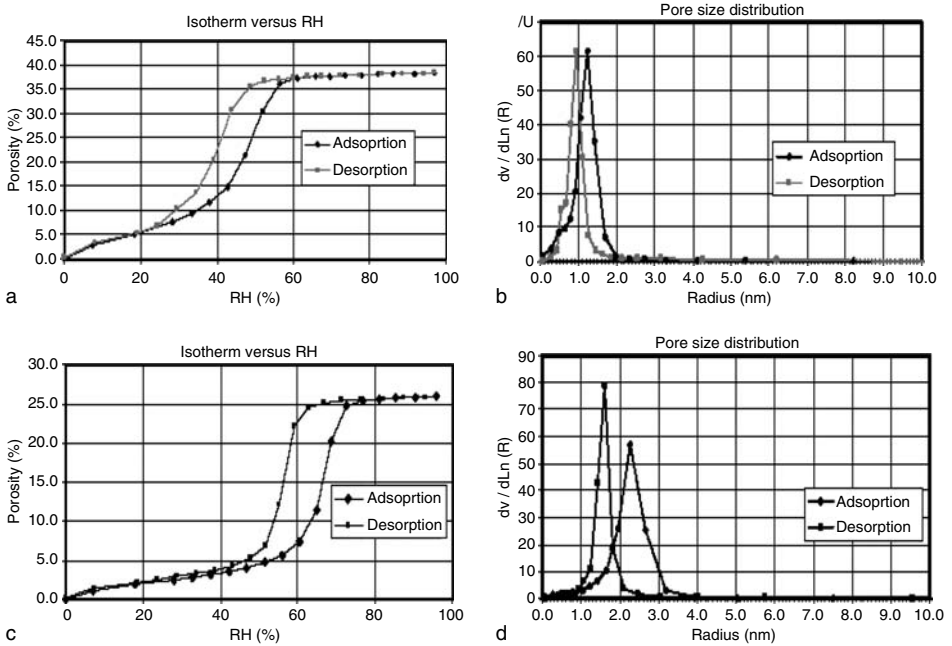 Isotherm versus RH
45.0
40.0
35.0
30.0
25.0
20.0
15.0
10.0
5.0
0.0
Porosity (%)
0 20 40 60 80 100
RH (%)
Adsoprtion
Desorption
a
Pore size distribution
/U
60
50
40
30
20
10
0
dv / dLn (R)
0.0 1.0 2.0 3.0 4.0 5.0 6.0 7.0 8.0 9.0 10.0
Radius (nm)
Adsoprtion
Desorption
b
Isotherm versus RH
30.0
25.0
20.0
15.0
10.0
5.0
0.0
Porosity (%)
0 20 40 60 80 100
RH (%)
Adsoprtion
Desorption
c
Pore size distribution
90
80
70
60
50
40
30
20
10
0
dv / dLn (R)
0.0 1.0 2.0 3.0 4.0 5.0 6.0 7.0 8.0 9.0 10.0
Radius (nm)
Adsoprtion
Desorption
d